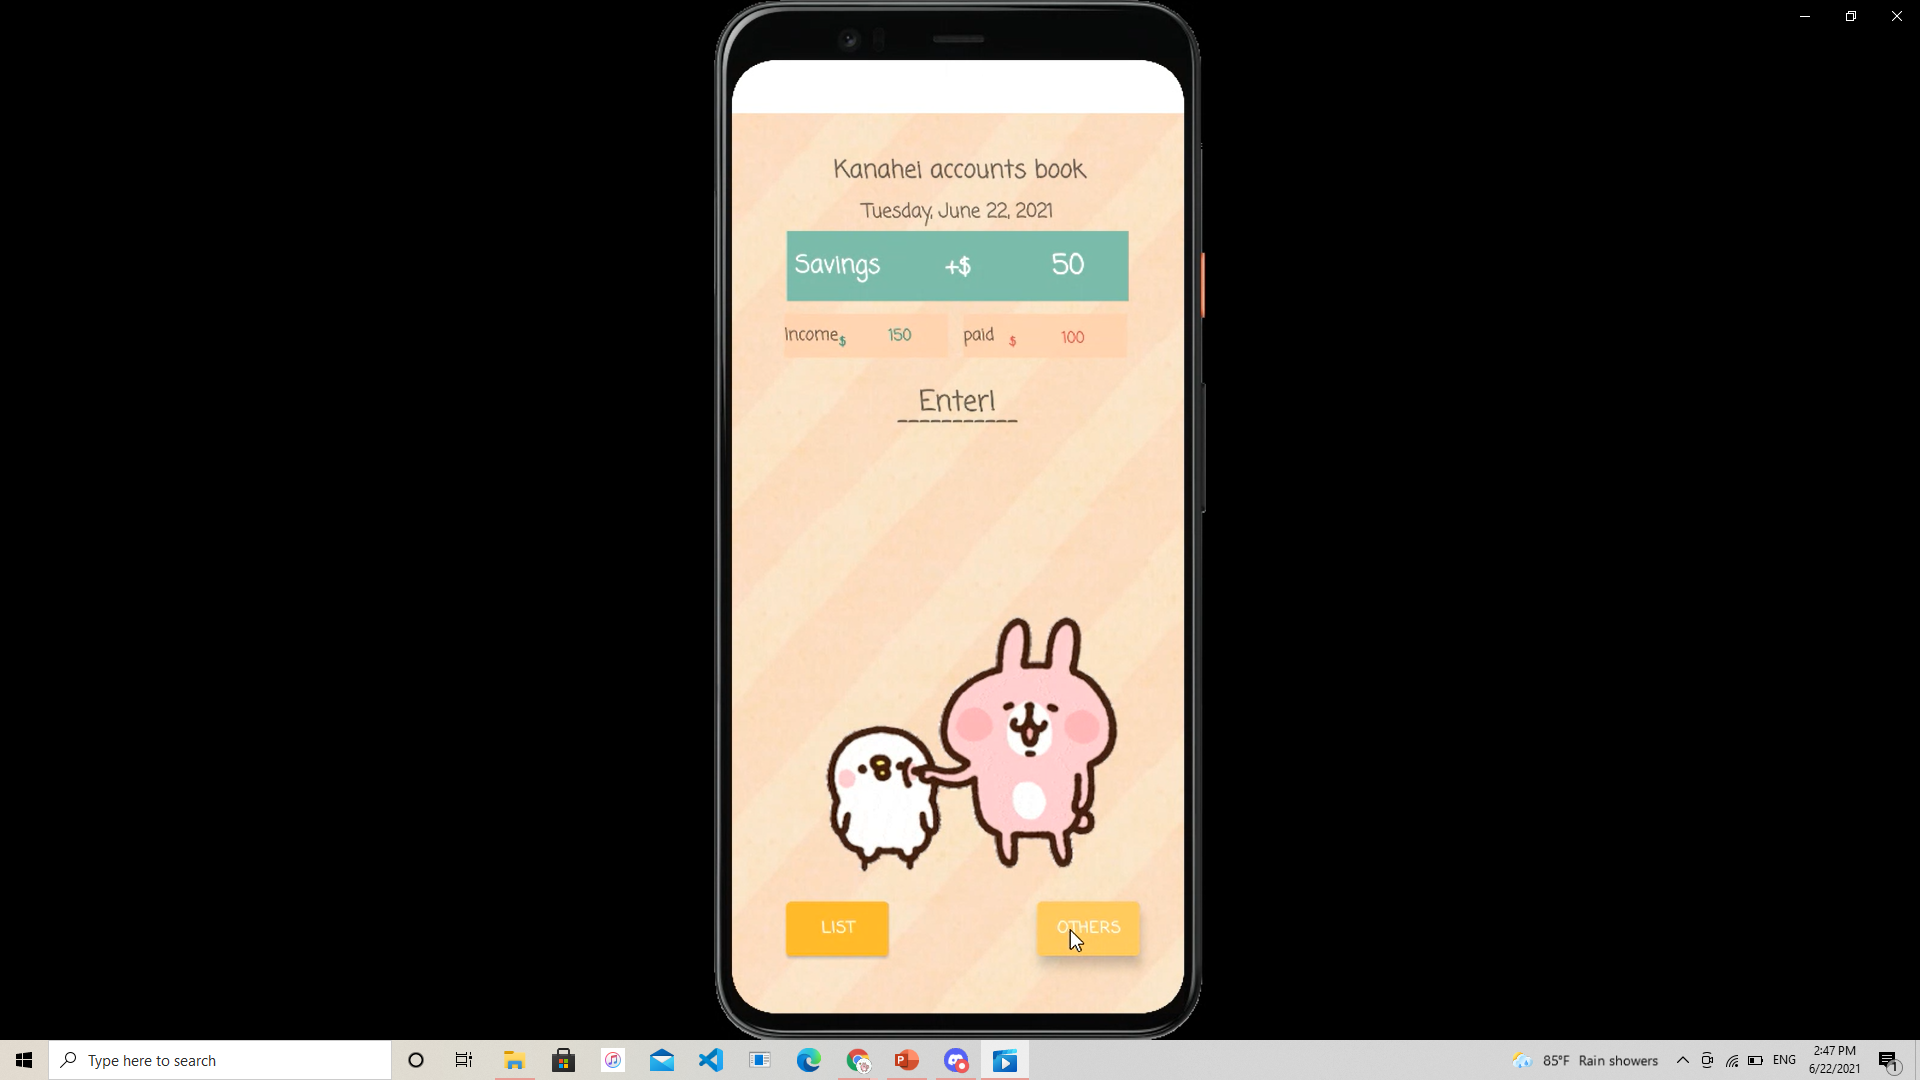 Kanahei accounts book
Tuesday, June 22, 2021
Savings +$ 50
Income $ 150 paid $ 100
Enter!
-----------
LIST OTHERS
Type here to search
85°F Rain showers ENG 2:47 PM
6/22/2021 1